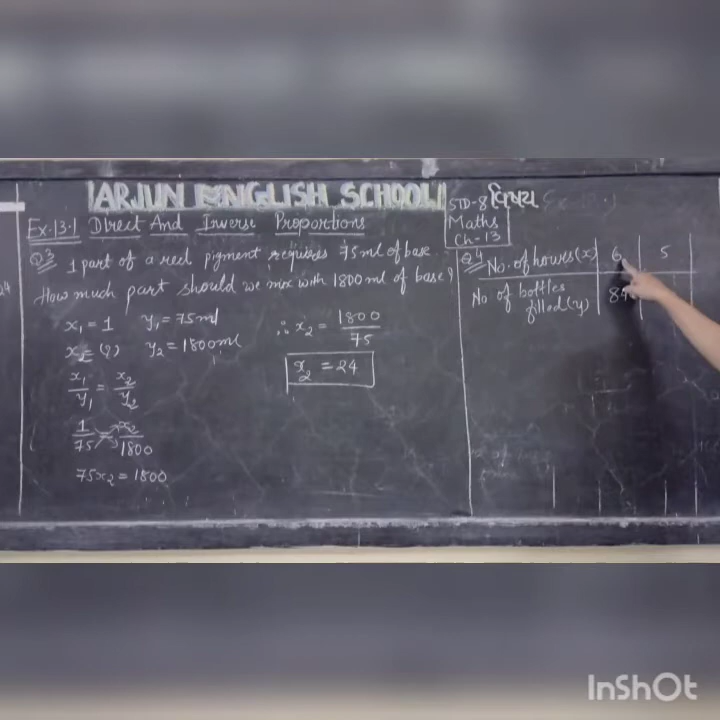 ARJUN ENGLISH SCHOOL
STD-8 विषय
Maths
Ch-13
Ex-13.1 Direct And Inverse Proportions
Q3 1 part of a red pigment requires 75 ml of base.
How much part should we mix with 1800 ml of base?
x₁ = 1 y₁ = 75 ml
x₂ = (?) y₂ = 1800 ml
x₁/y₁ = x₂/y₂
1/75 = x₂/1800
75x₂ = 1800
∴ x₂ = 1800/75
x₂ = 24
Q4 No. of hours (x) 6 5
No of bottles filled (y)
24
InShOt